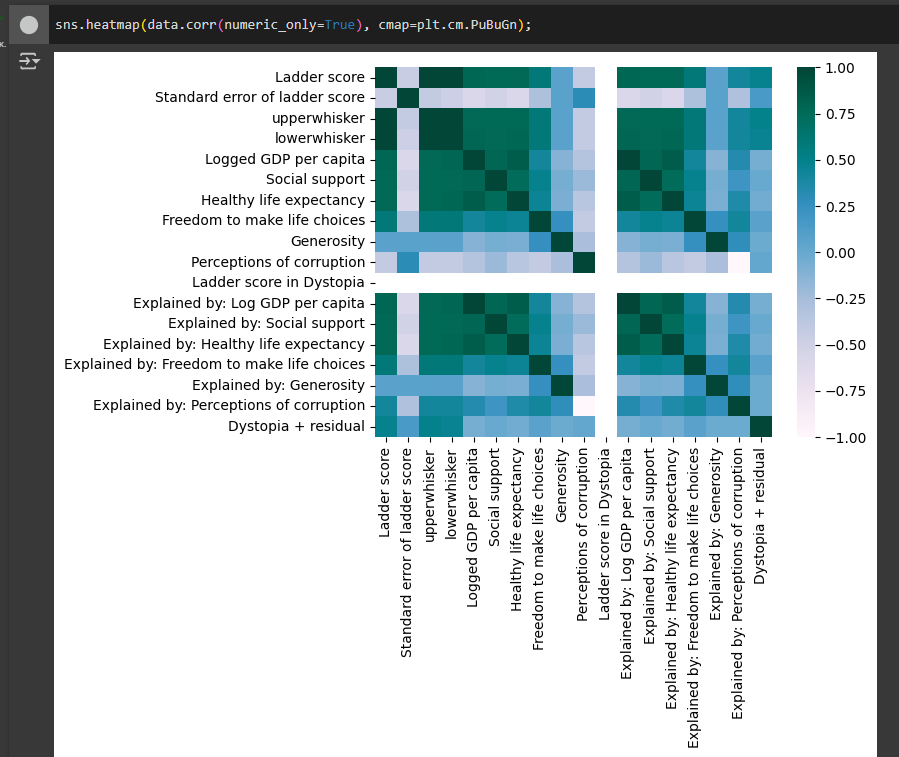 sns.heatmap(data.corr(numeric_only=True), cmap=plt.cm.PuBuGn);
Ladder score
Standard error of ladder score
upperwhisker
lowerwhisker
Logged GDP per capita
Social support
Healthy life expectancy
Freedom to make life choices
Generosity
Perceptions of corruption
Ladder score in Dystopia
Explained by: Log GDP per capita
Explained by: Social support
Explained by: Healthy life expectancy
Explained by: Freedom to make life choices
Explained by: Generosity
Explained by: Perceptions of corruption
Dystopia + residual
Ladder score
Standard error of ladder score
upperwhisker
lowerwhisker
Logged GDP per capita
Social support
Healthy life expectancy
Freedom to make life choices
Generosity
Perceptions of corruption
Ladder score in Dystopia
Explained by: Log GDP per capita
Explained by: Social support
Explained by: Healthy life expectancy
Explained by: Freedom to make life choices
Explained by: Generosity
Explained by: Perceptions of corruption
Dystopia + residual
1.00
0.75
0.50
0.25
0.00
−0.25
−0.50
−0.75
−1.00